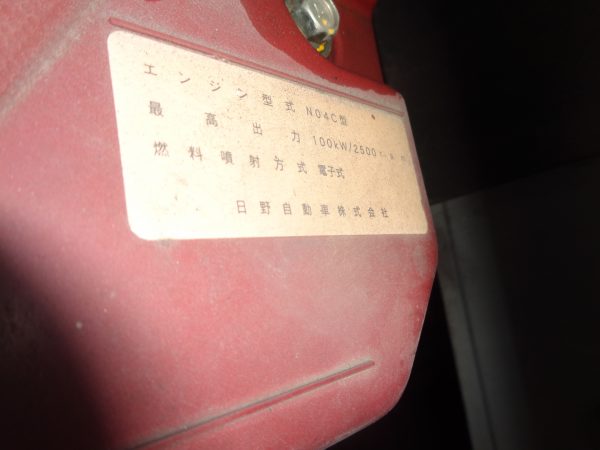 エンジン型式 N04C型
最高出力 100kW/2500r.p.m
燃料噴射方式 電子式
日野自動車株式会社